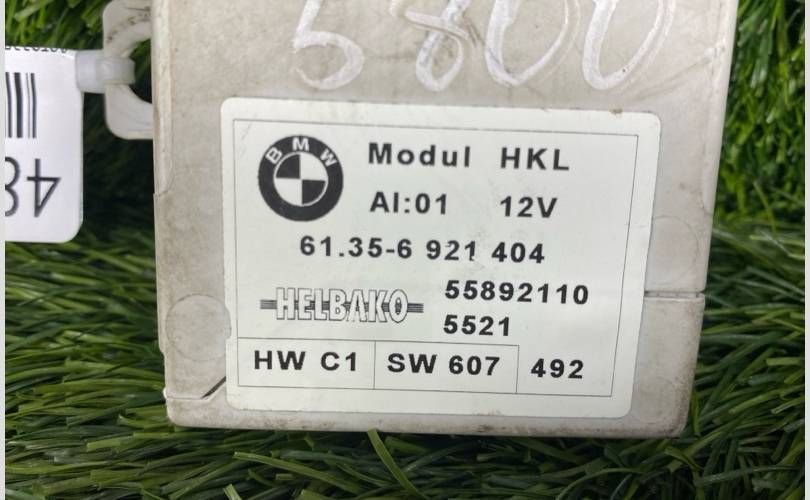 5800
BMW
Modul HKL
AI:01 12V
61.35-6 921 404
HELBAKO
55892110
5521
HW C1 SW 607 492
48